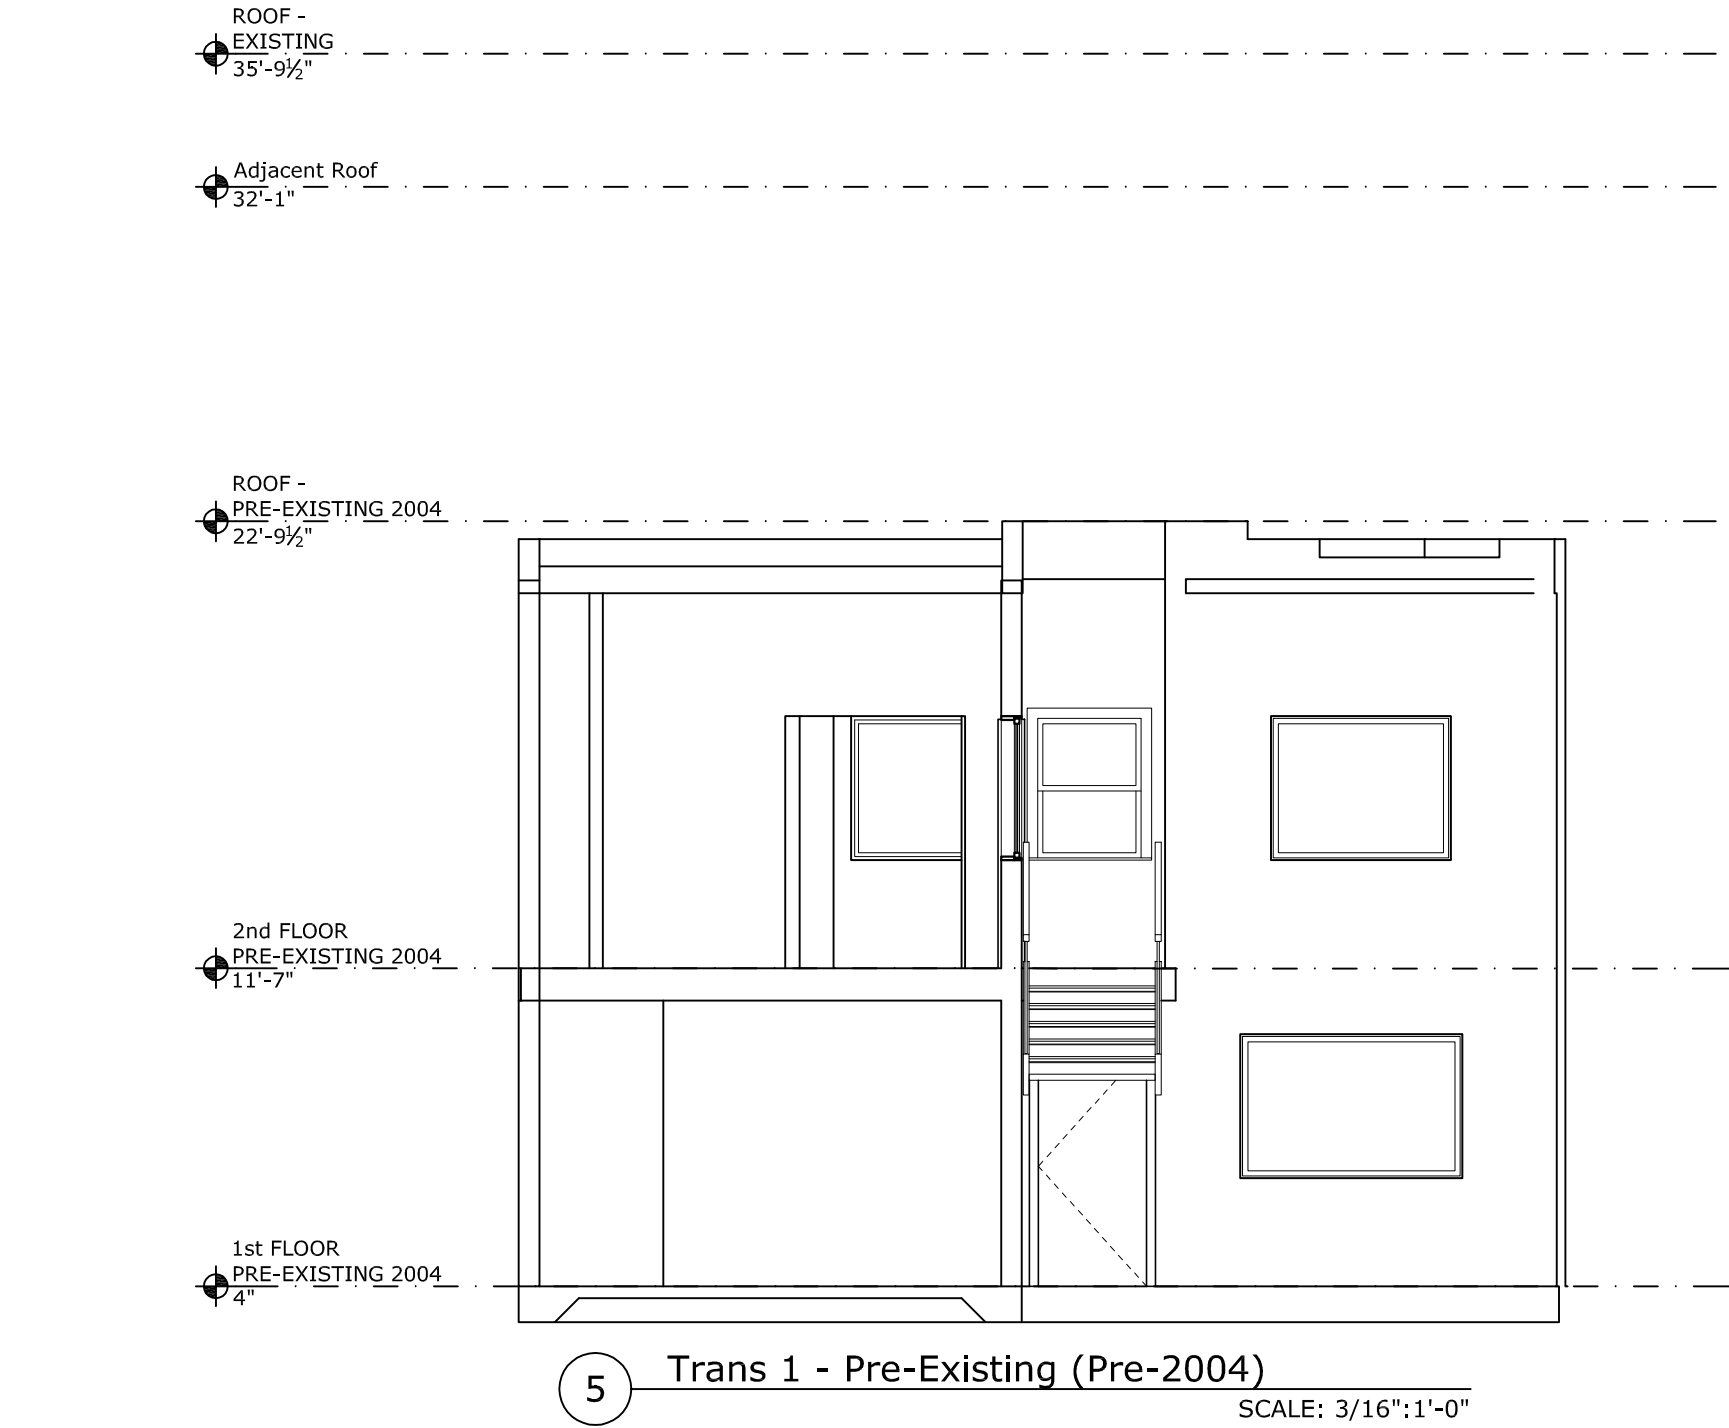 ROOF -
EXISTING
35'-9½"
Adjacent Roof
32'-1"
ROOF -
PRE-EXISTING 2004
22'-9½"
2nd FLOOR
PRE-EXISTING 2004
11'-7"
1st FLOOR
PRE-EXISTING 2004
4"
5
Trans 1 - Pre-Existing (Pre-2004)
SCALE: 3/16":1'-0"